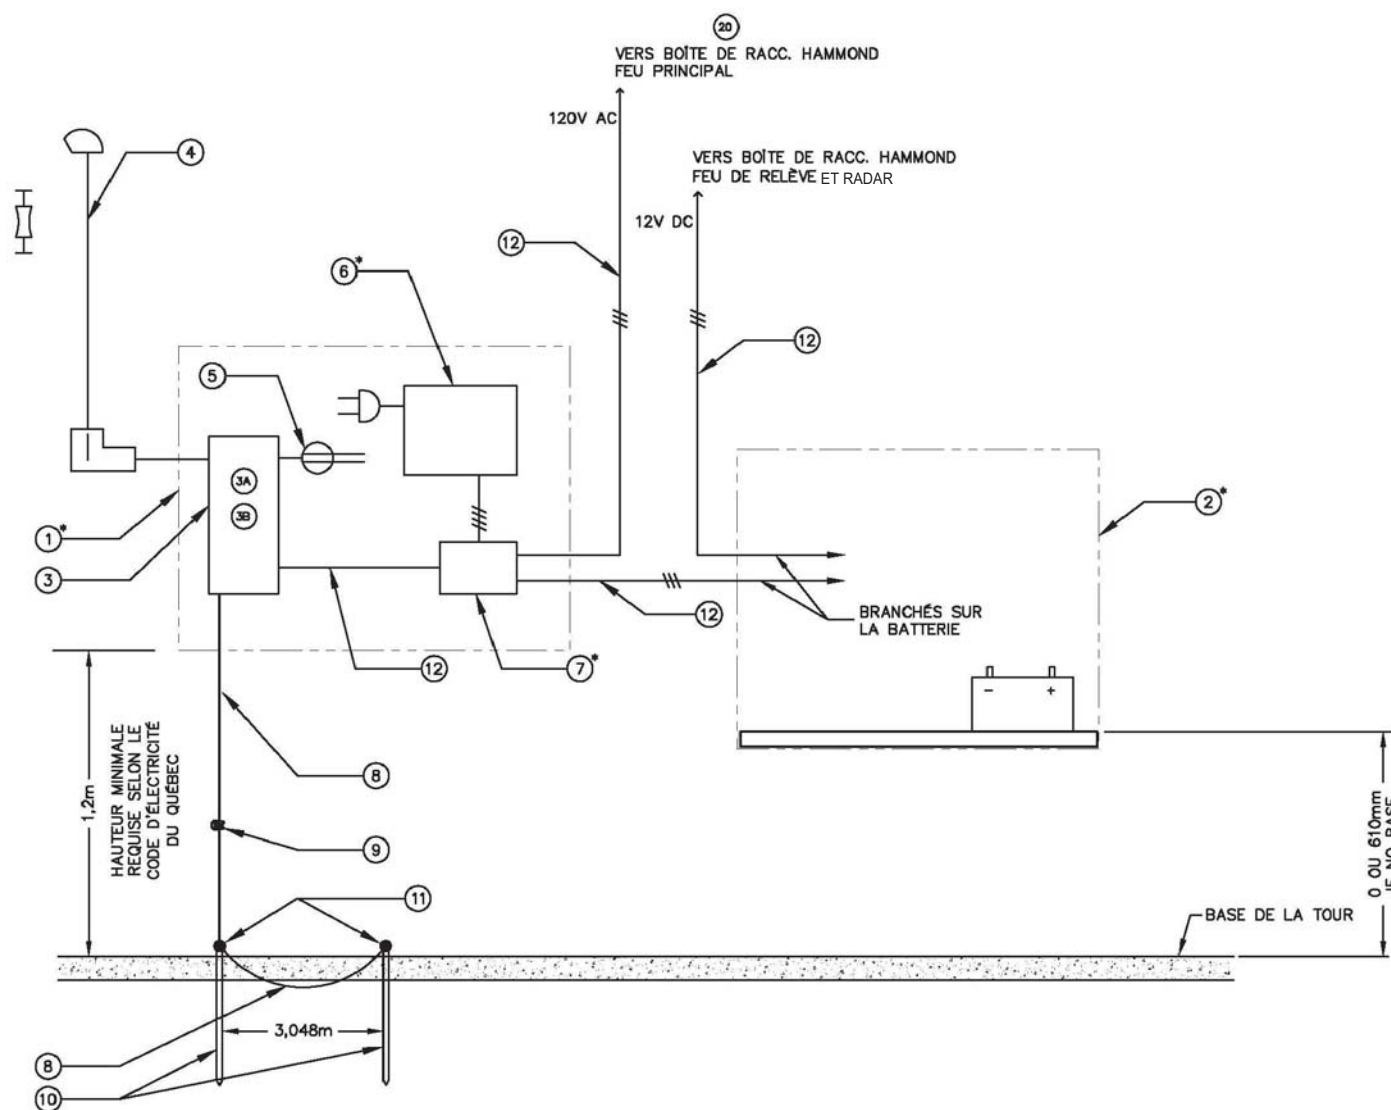 20
VERS BOÎTE DE RACC. HAMMOND
FEU PRINCIPAL
120V AC
4
VERS BOÎTE DE RACC. HAMMOND
FEU DE RELÈVE ET RADAR
12V DC
12
6*
12
5
3A
3B
1*
3
2*
BRANCHÉS SUR
LA BATTERIE
12
12
7*
- +
1,2m
HAUTEUR MINIMALE
REQUISE SELON LE
CODE D'ÉLECTRICITÉ
DU QUÉBEC
8
9
11
0 OU 610mm
IF NO BASE
BASE DE LA TOUR
3,048m
8
10